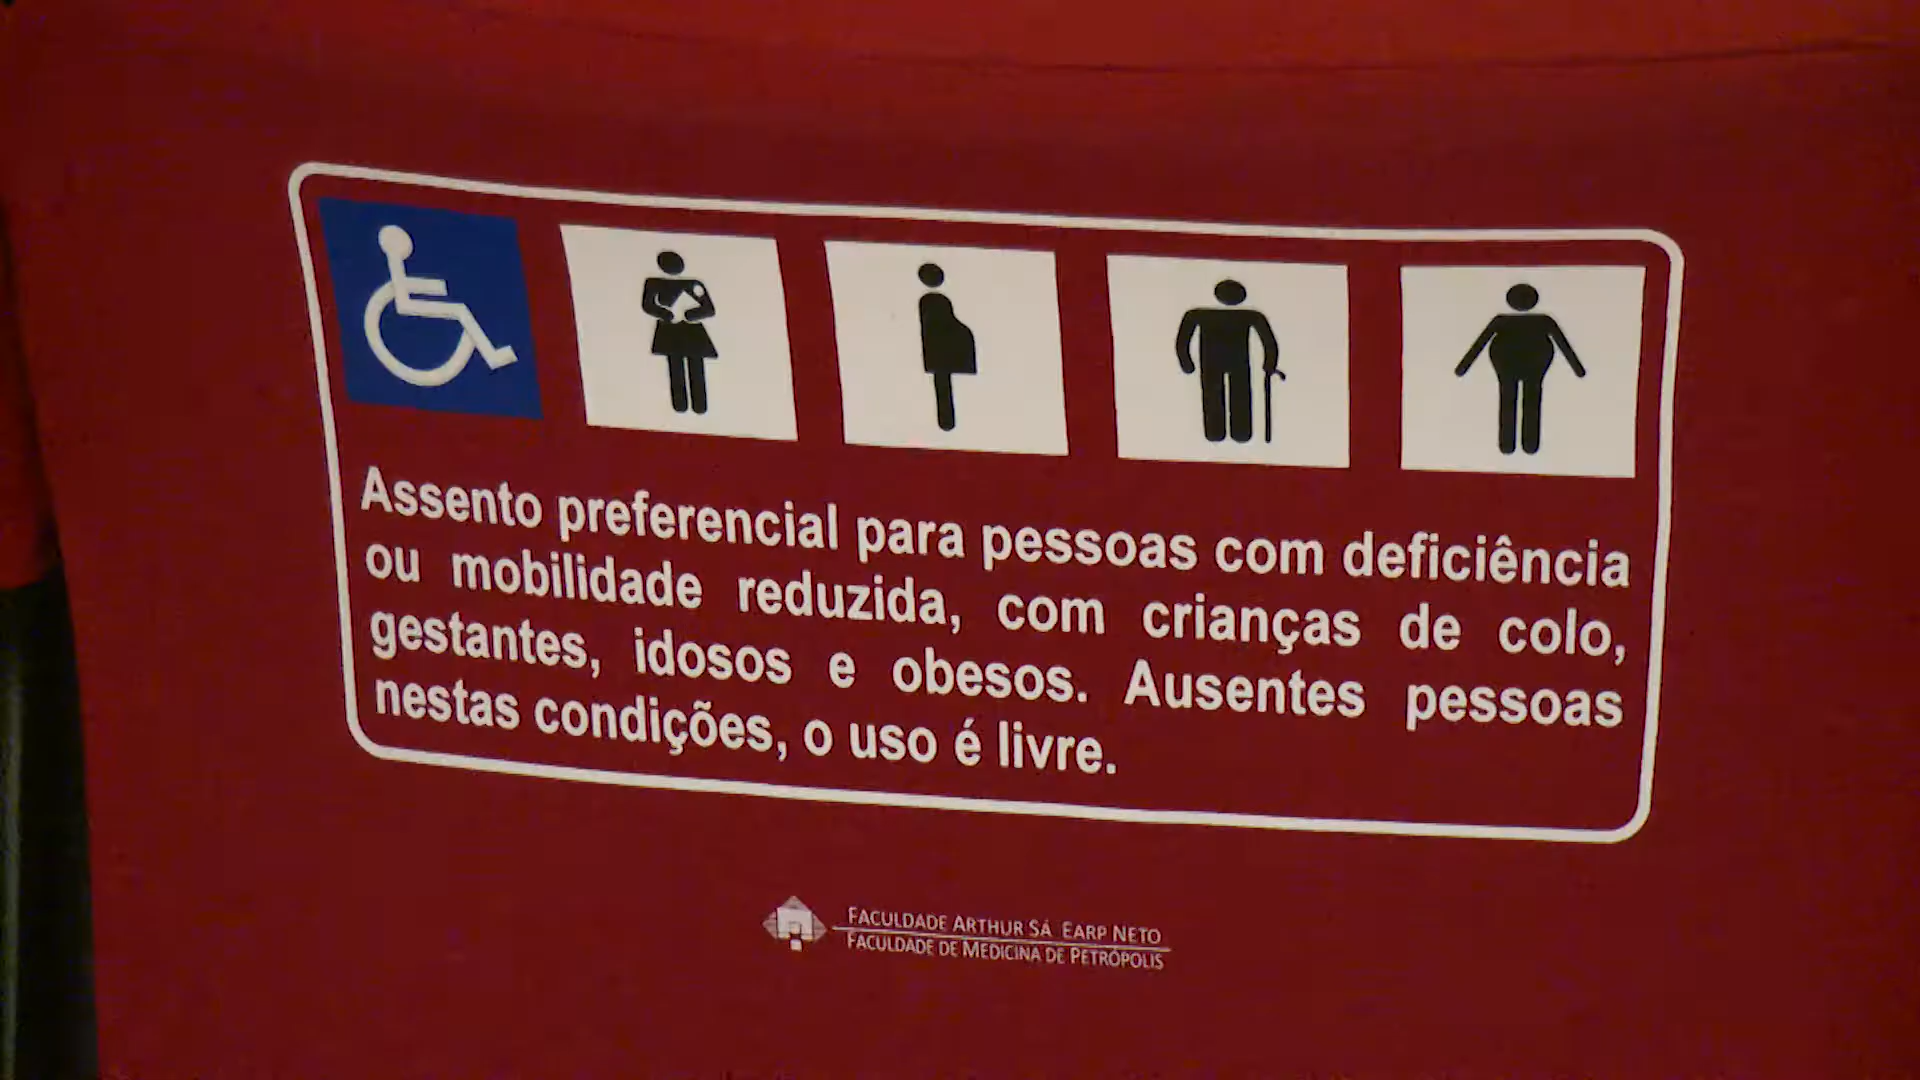 Assento preferencial para pessoas com deficiência
ou mobilidade reduzida, com crianças de colo,
gestantes, idosos e obesos. Ausentes pessoas
nestas condições, o uso é livre.
FACULDADE ARTHUR SÁ EARP NETO
FACULDADE DE MEDICINA DE PETRÓPOLIS